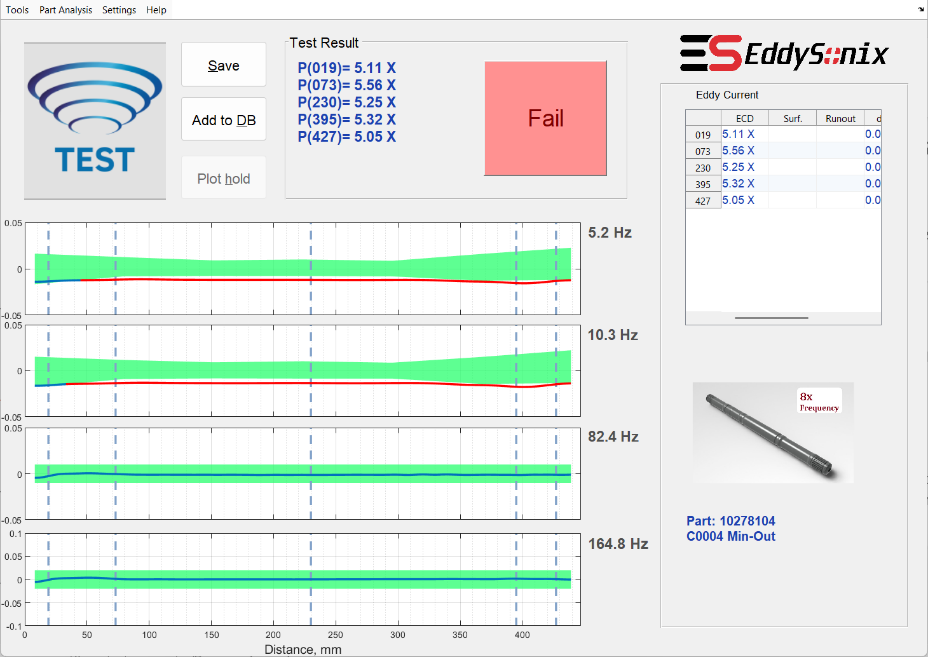 Tools Part Analysis Settings Help
TEST
Save
Add to DB
Plot hold
Test Result
P(019)= 5.11 X
P(073)= 5.56 X
P(230)= 5.25 X
P(395)= 5.32 X
P(427)= 5.05 X
Fail
ES EddySonix
Eddy Current
ECD Surf. Runout d
019 5.11 X 0.0
073 5.56 X 0.0
230 5.25 X 0.0
395 5.32 X 0.0
427 5.05 X 0.0
0.05
0
-0.05
5.2 Hz
0.05
0
-0.05
10.3 Hz
0.05
0
-0.05
82.4 Hz
0.1
0.05
0
-0.05
-0.1
164.8 Hz
0 50 100 150 200 250 300 350 400
Distance, mm
8x
Frequency
Part: 10278104
C0004 Min-Out